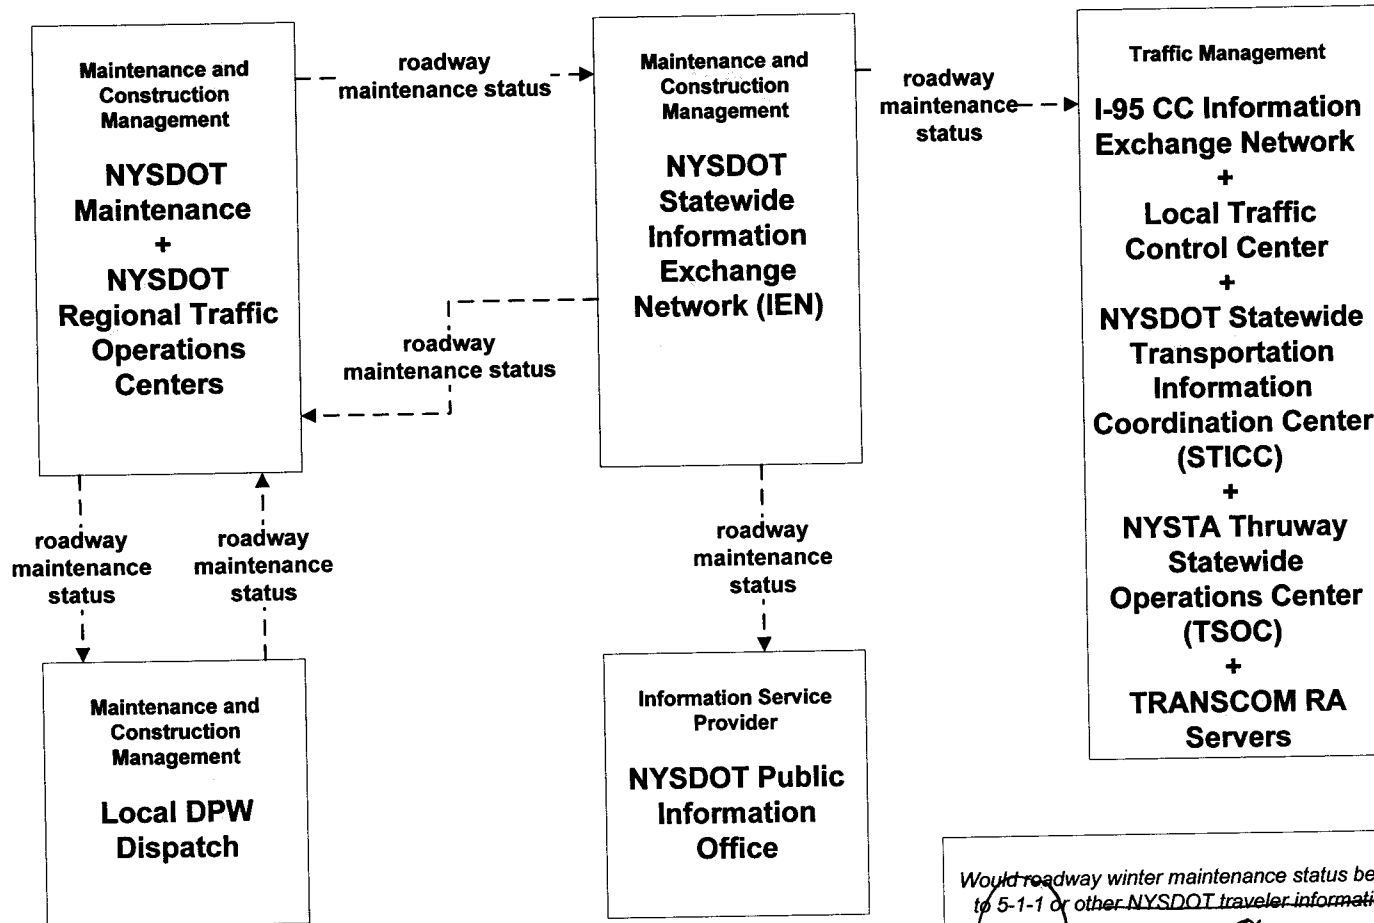 Maintenance and
Construction
Management
NYSDOT
Maintenance
+
NYSDOT
Regional Traffic
Operations
Centers
roadway
maintenance status
Maintenance and
Construction
Management
NYSDOT
Statewide
Information
Exchange
Network (IEN)
roadway
maintenance
status
Traffic Management
I-95 CC Information
Exchange Network
+
Local Traffic
Control Center
+
NYSDOT Statewide
Transportation
Information
Coordination Center
(STICC)
+
NYSTA Thruway
Statewide
Operations Center
(TSOC)
+
TRANSCOM RA
Servers
roadway
maintenance status
roadway
maintenance
status
roadway
maintenance
status
roadway
maintenance
status
Maintenance and
Construction
Management
Local DPW
Dispatch
Information Service
Provider
NYSDOT Public
Information
Office
Would roadway winter maintenance status be
to 5-1-1 or other NYSDOT traveler